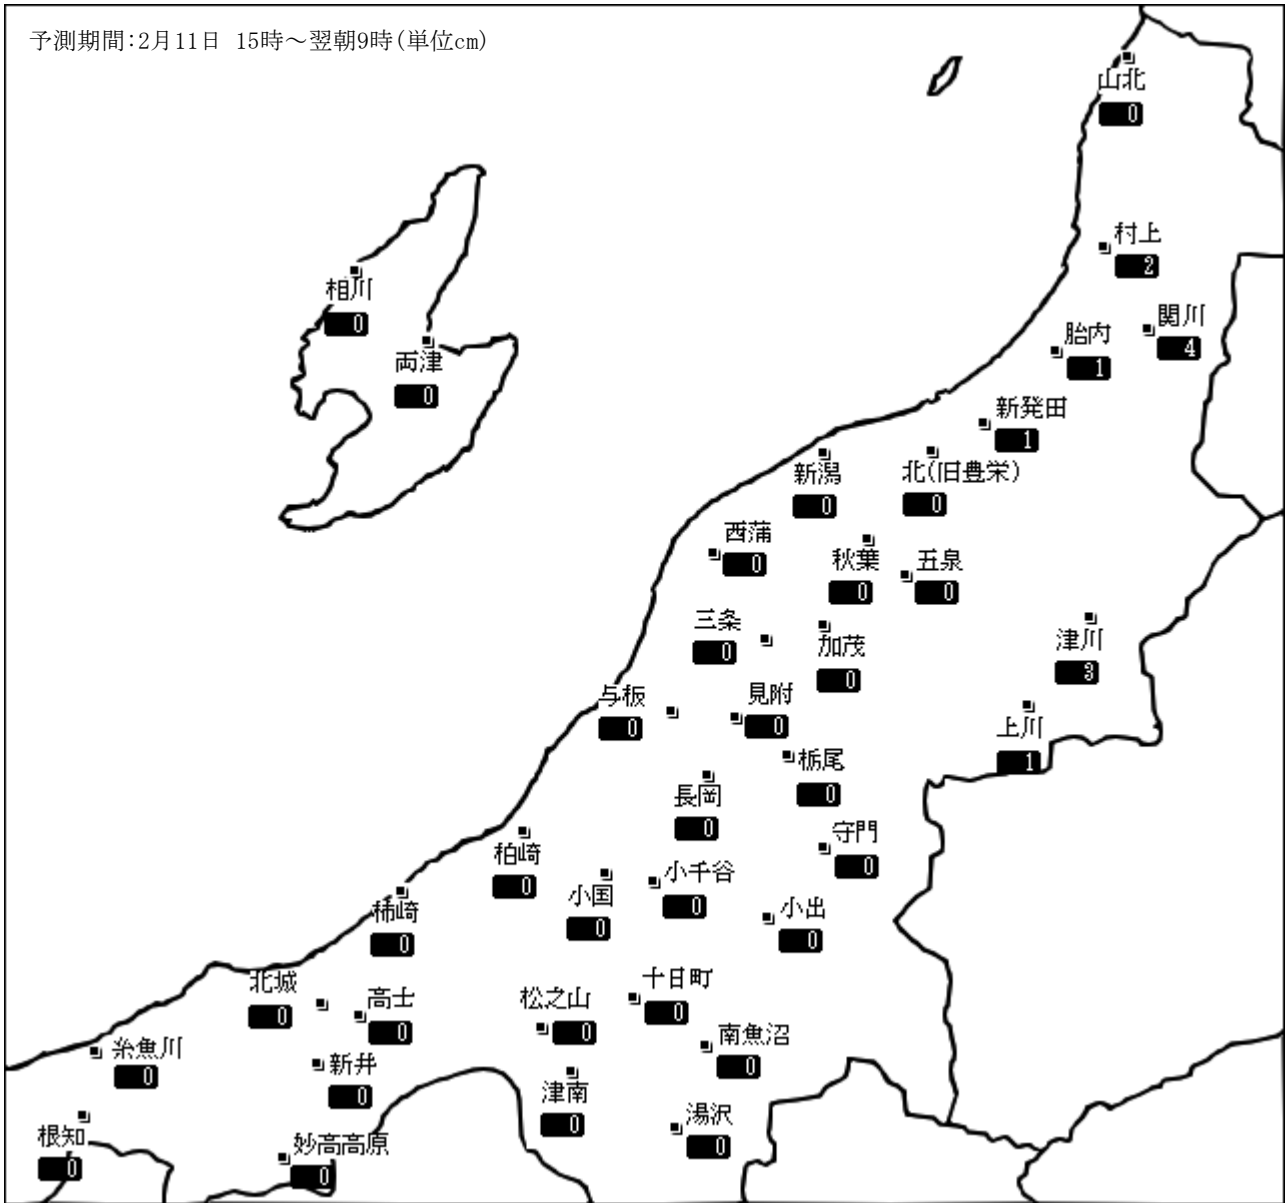 予測期間:2月11日 15時～翌朝9時(単位cm)
山北
0
村上
2
相川
0
関川
4
胎内
1
両津
0
新発田
1
新潟
0
北(旧豊栄)
0
西蒲
0
秋葉
0
五泉
0
三条
0
加茂
0
津川
3
与板
0
見附
0
上川
1
栃尾
0
長岡
0
守門
0
柏崎
0
小千谷
0
小国
0
小出
0
柿崎
0
北城
0
高士
0
松之山
0
十日町
0
南魚沼
0
糸魚川
0
新井
0
津南
0
湯沢
0
根知
0
妙高高原
0